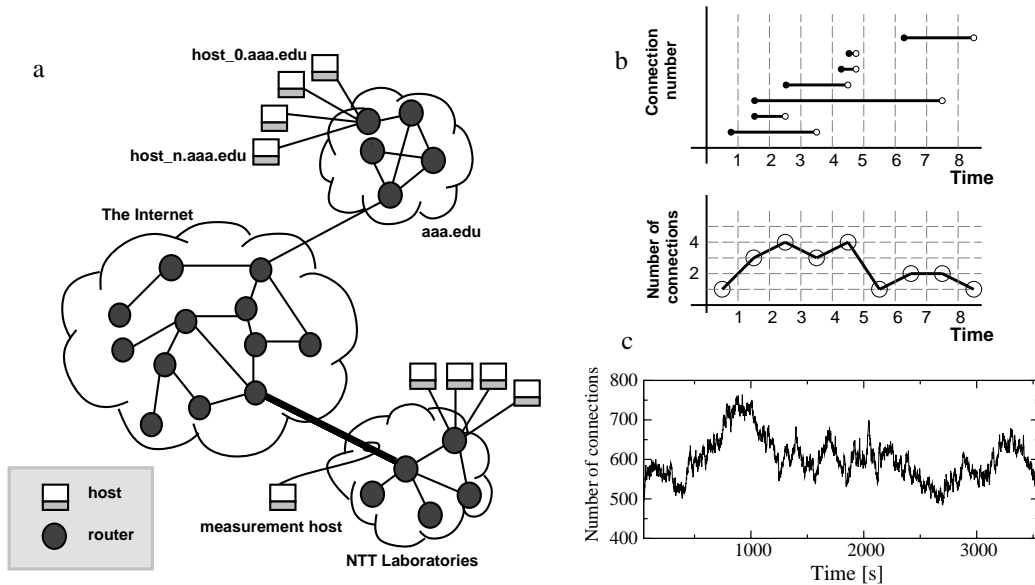 a
host_0.aaa.edu
host_n.aaa.edu
The Internet
aaa.edu
host
router
measurement host
NTT Laboratories
b
Connection
number
1 2 3 4 5 6 7 8
Time
Number of
connections
4
2
1 2 3 4 5 6 7 8
Time
c
Number of connections
800
700
600
500
400
1000 2000 3000
Time [s]